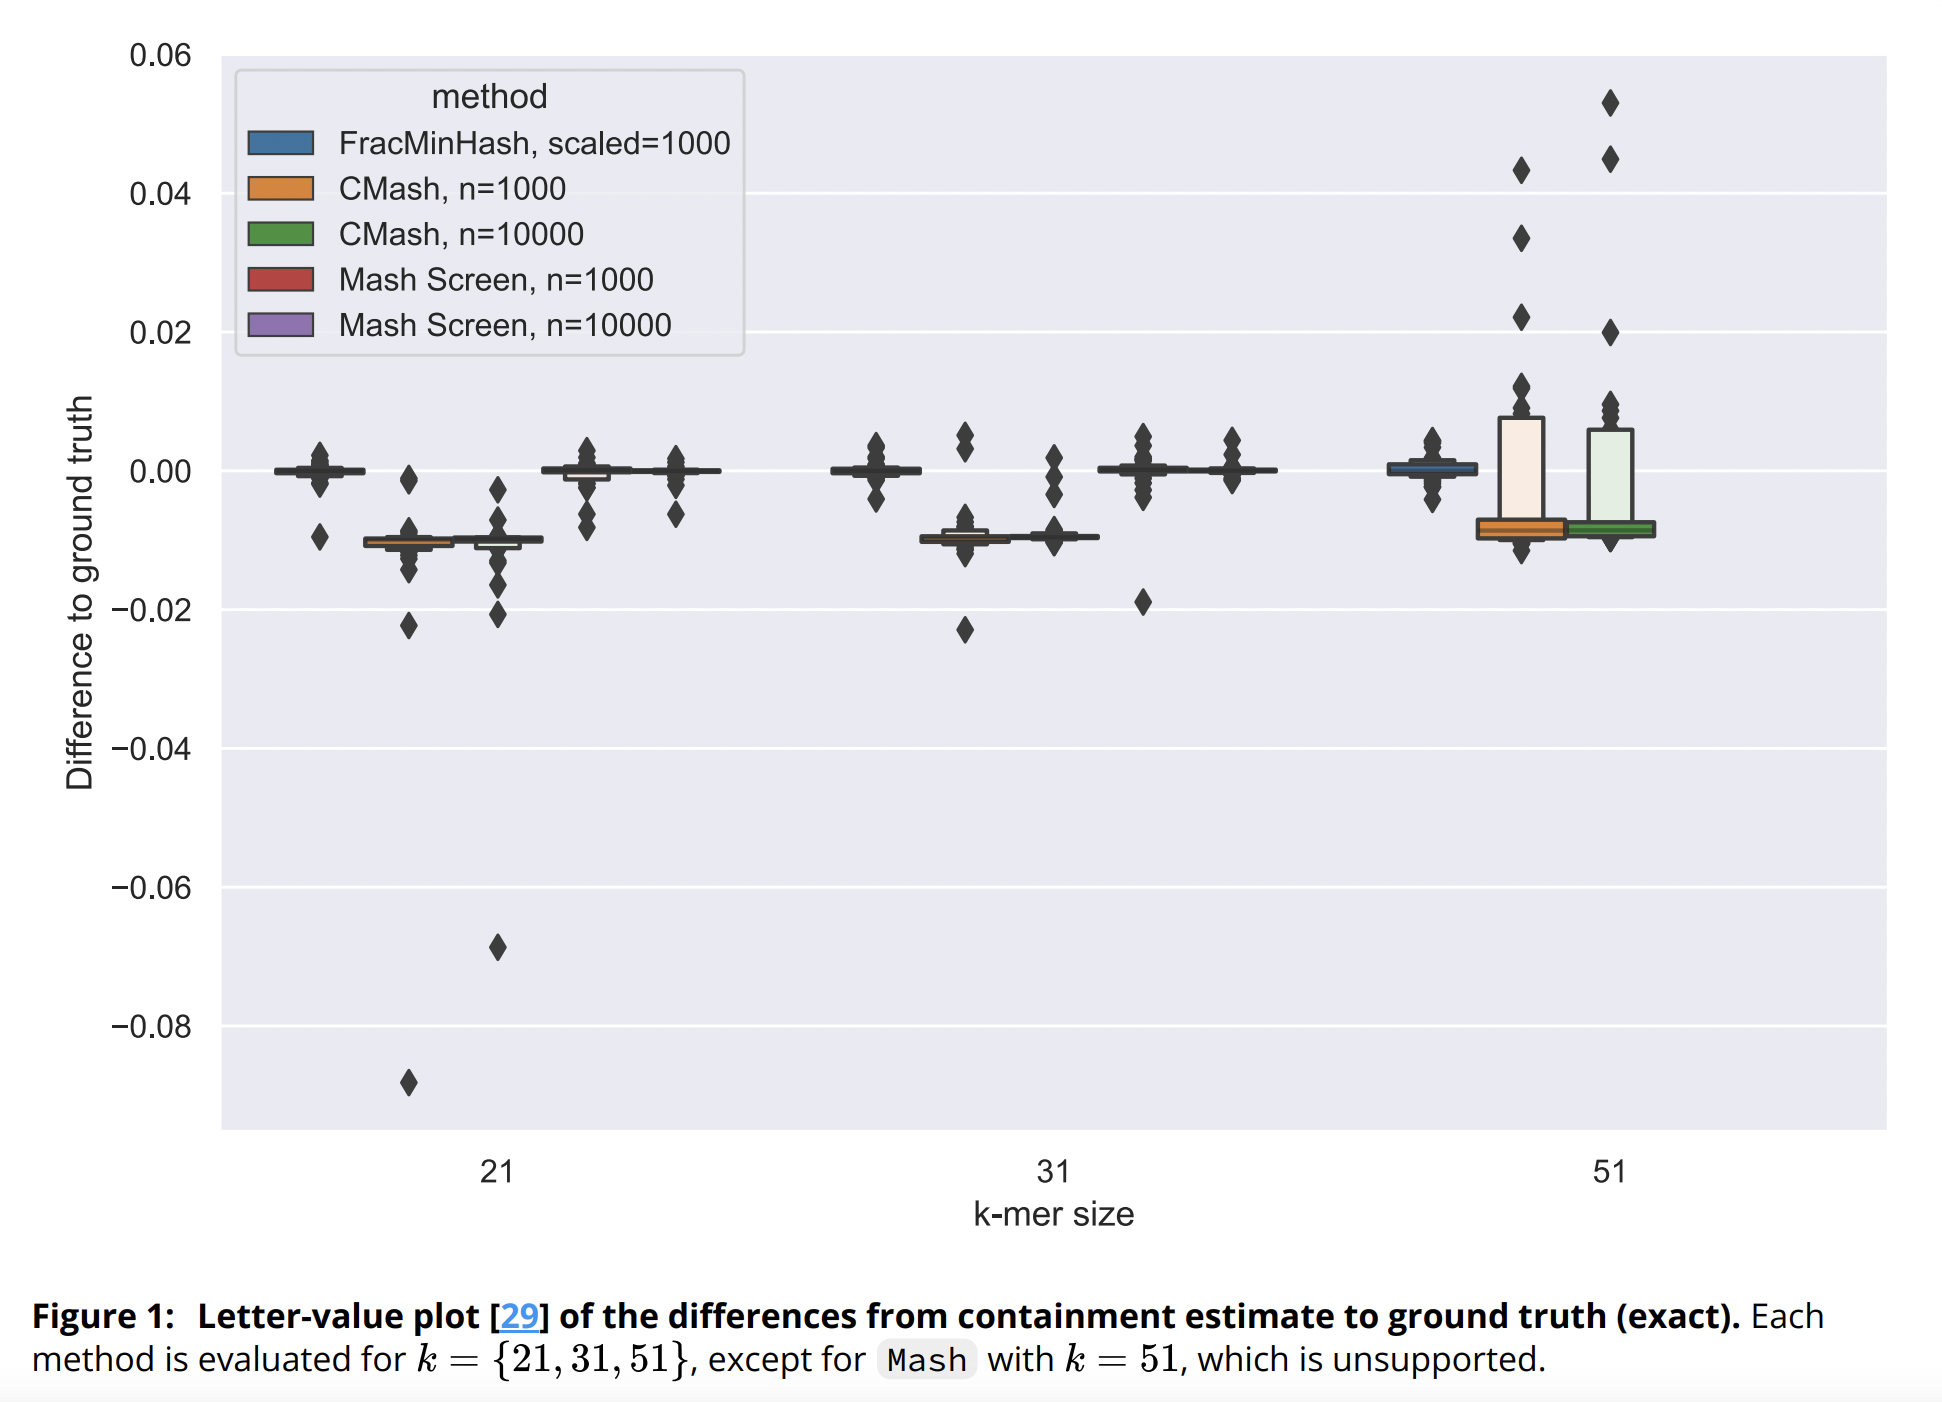 0.06
0.04
0.02
0.00
−0.02
−0.04
−0.06
−0.08
Difference to ground truth
method
FracMinHash, scaled=1000
CMash, n=1000
CMash, n=10000
Mash Screen, n=1000
Mash Screen, n=10000
21
31
51
k-mer size
Figure 1: Letter-value plot [29] of the differences from containment estimate to ground truth (exact). Each
method is evaluated for k = {21, 31, 51}, except for Mash with k = 51, which is unsupported.